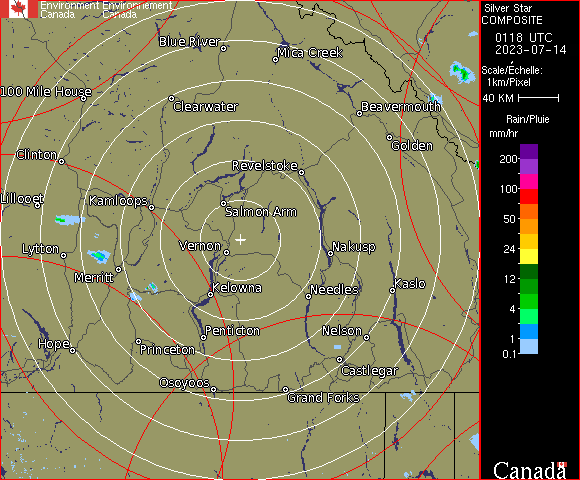 Environment Environnement
Canada Canada
Silver Star
COMPOSITE
0118 UTC
2023-07-14
Scale/Echelle:
1km/Pixel
40 KM
Rain/Pluie
mm/hr
200
100
50
24
12
8
4
1
0.1
Blue River
Mica Creek
100 Mile House
Clearwater
Beavermouth
Golden
Clinton
Revelstoke
Lillooet
Kamloops
Salmon Arm
Lytton
Vernon
Nakusp
Merritt
Kelowna
Needles
Kaslo
Penticton
Nelson
Hope
Princeton
Castlegar
Osoyoos
Grand Forks
Canada